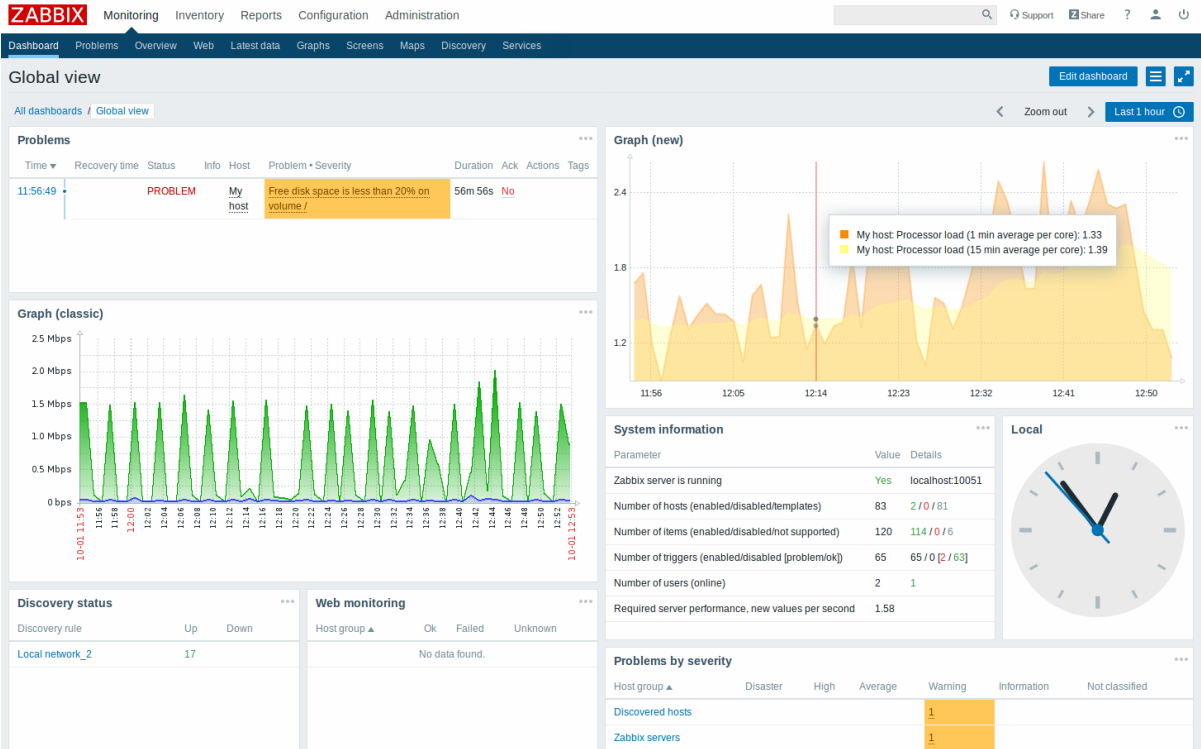 ZABBIX Monitoring Inventory Reports Configuration Administration Support Z Share ?
Dashboard Problems Overview Web Latest data Graphs Screens Maps Discovery Services
Global view Edit dashboard
All dashboards / Global view Zoom out Last 1 hour
Problems
Time Recovery time Status Info Host Problem • Severity Duration Ack Actions Tags
11:56:49 PROBLEM My host Free disk space is less than 20% on volume / 56m 56s No
Graph (new)
2.4
1.8
1.2
My host: Processor load (1 min average per core): 1.33
My host: Processor load (15 min average per core): 1.39
11:56 12:05 12:14 12:23 12:32 12:41 12:50
Graph (classic)
2.5 Mbps
2.0 Mbps
1.5 Mbps
1.0 Mbps
0.5 Mbps
0 bps
10-01 11:53 11:56 11:58 12:00 12:02 12:04 12:06 12:08 12:10 12:12 12:14 12:16 12:18 12:20 12:22 12:24 12:26 12:28 12:30 12:32 12:34 12:36 12:38 12:40 12:42 12:44 12:46 12:48 12:50 12:52 10-01 12:53
System information
Parameter Value Details
Zabbix server is running Yes localhost:10051
Number of hosts (enabled/disabled/templates) 83 2 / 0 / 81
Number of items (enabled/disabled/not supported) 120 114 / 0 / 6
Number of triggers (enabled/disabled [problem/ok]) 65 65 / 0 [2 / 63]
Number of users (online) 2 1
Required server performance, new values per second 1.58
Local
Discovery status
Discovery rule Up Down
Local network_2 17
Web monitoring
Host group Ok Failed Unknown
No data found.
Problems by severity
Host group Disaster High Average Warning Information Not classified
Discovered hosts 1
Zabbix servers 1